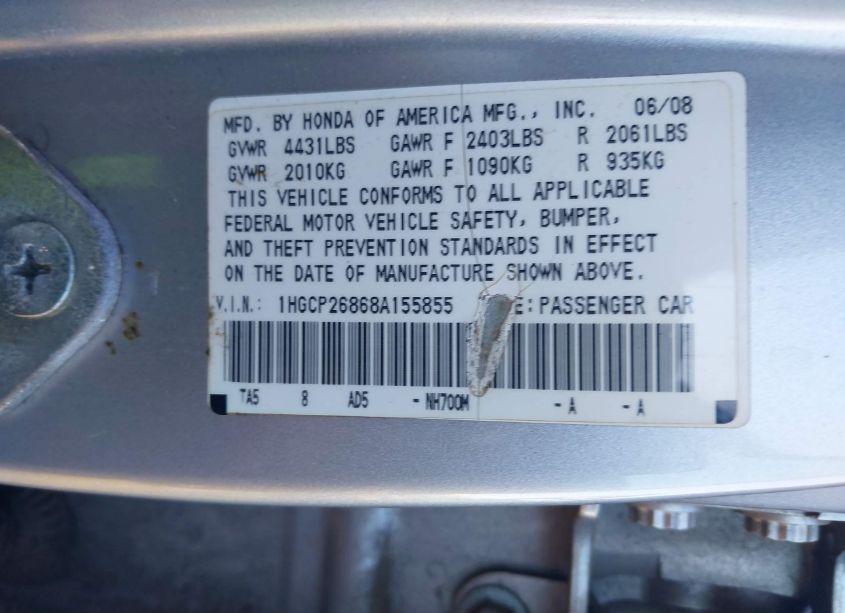 MFD. BY HONDA OF AMERICA MFG., INC. 06/08
GVWR 4431LBS GAWR F 2403LBS R 2061LBS
GVWR 2010KG GAWR F 1090KG R 935KG
THIS VEHICLE CONFORMS TO ALL APPLICABLE
FEDERAL MOTOR VEHICLE SAFETY, BUMPER,
AND THEFT PREVENTION STANDARDS IN EFFECT
ON THE DATE OF MANUFACTURE SHOWN ABOVE.
V.I.N.: 1HGCP26868A155855 E:PASSENGER CAR
TA5 8 AD5 - NH700M - A - A